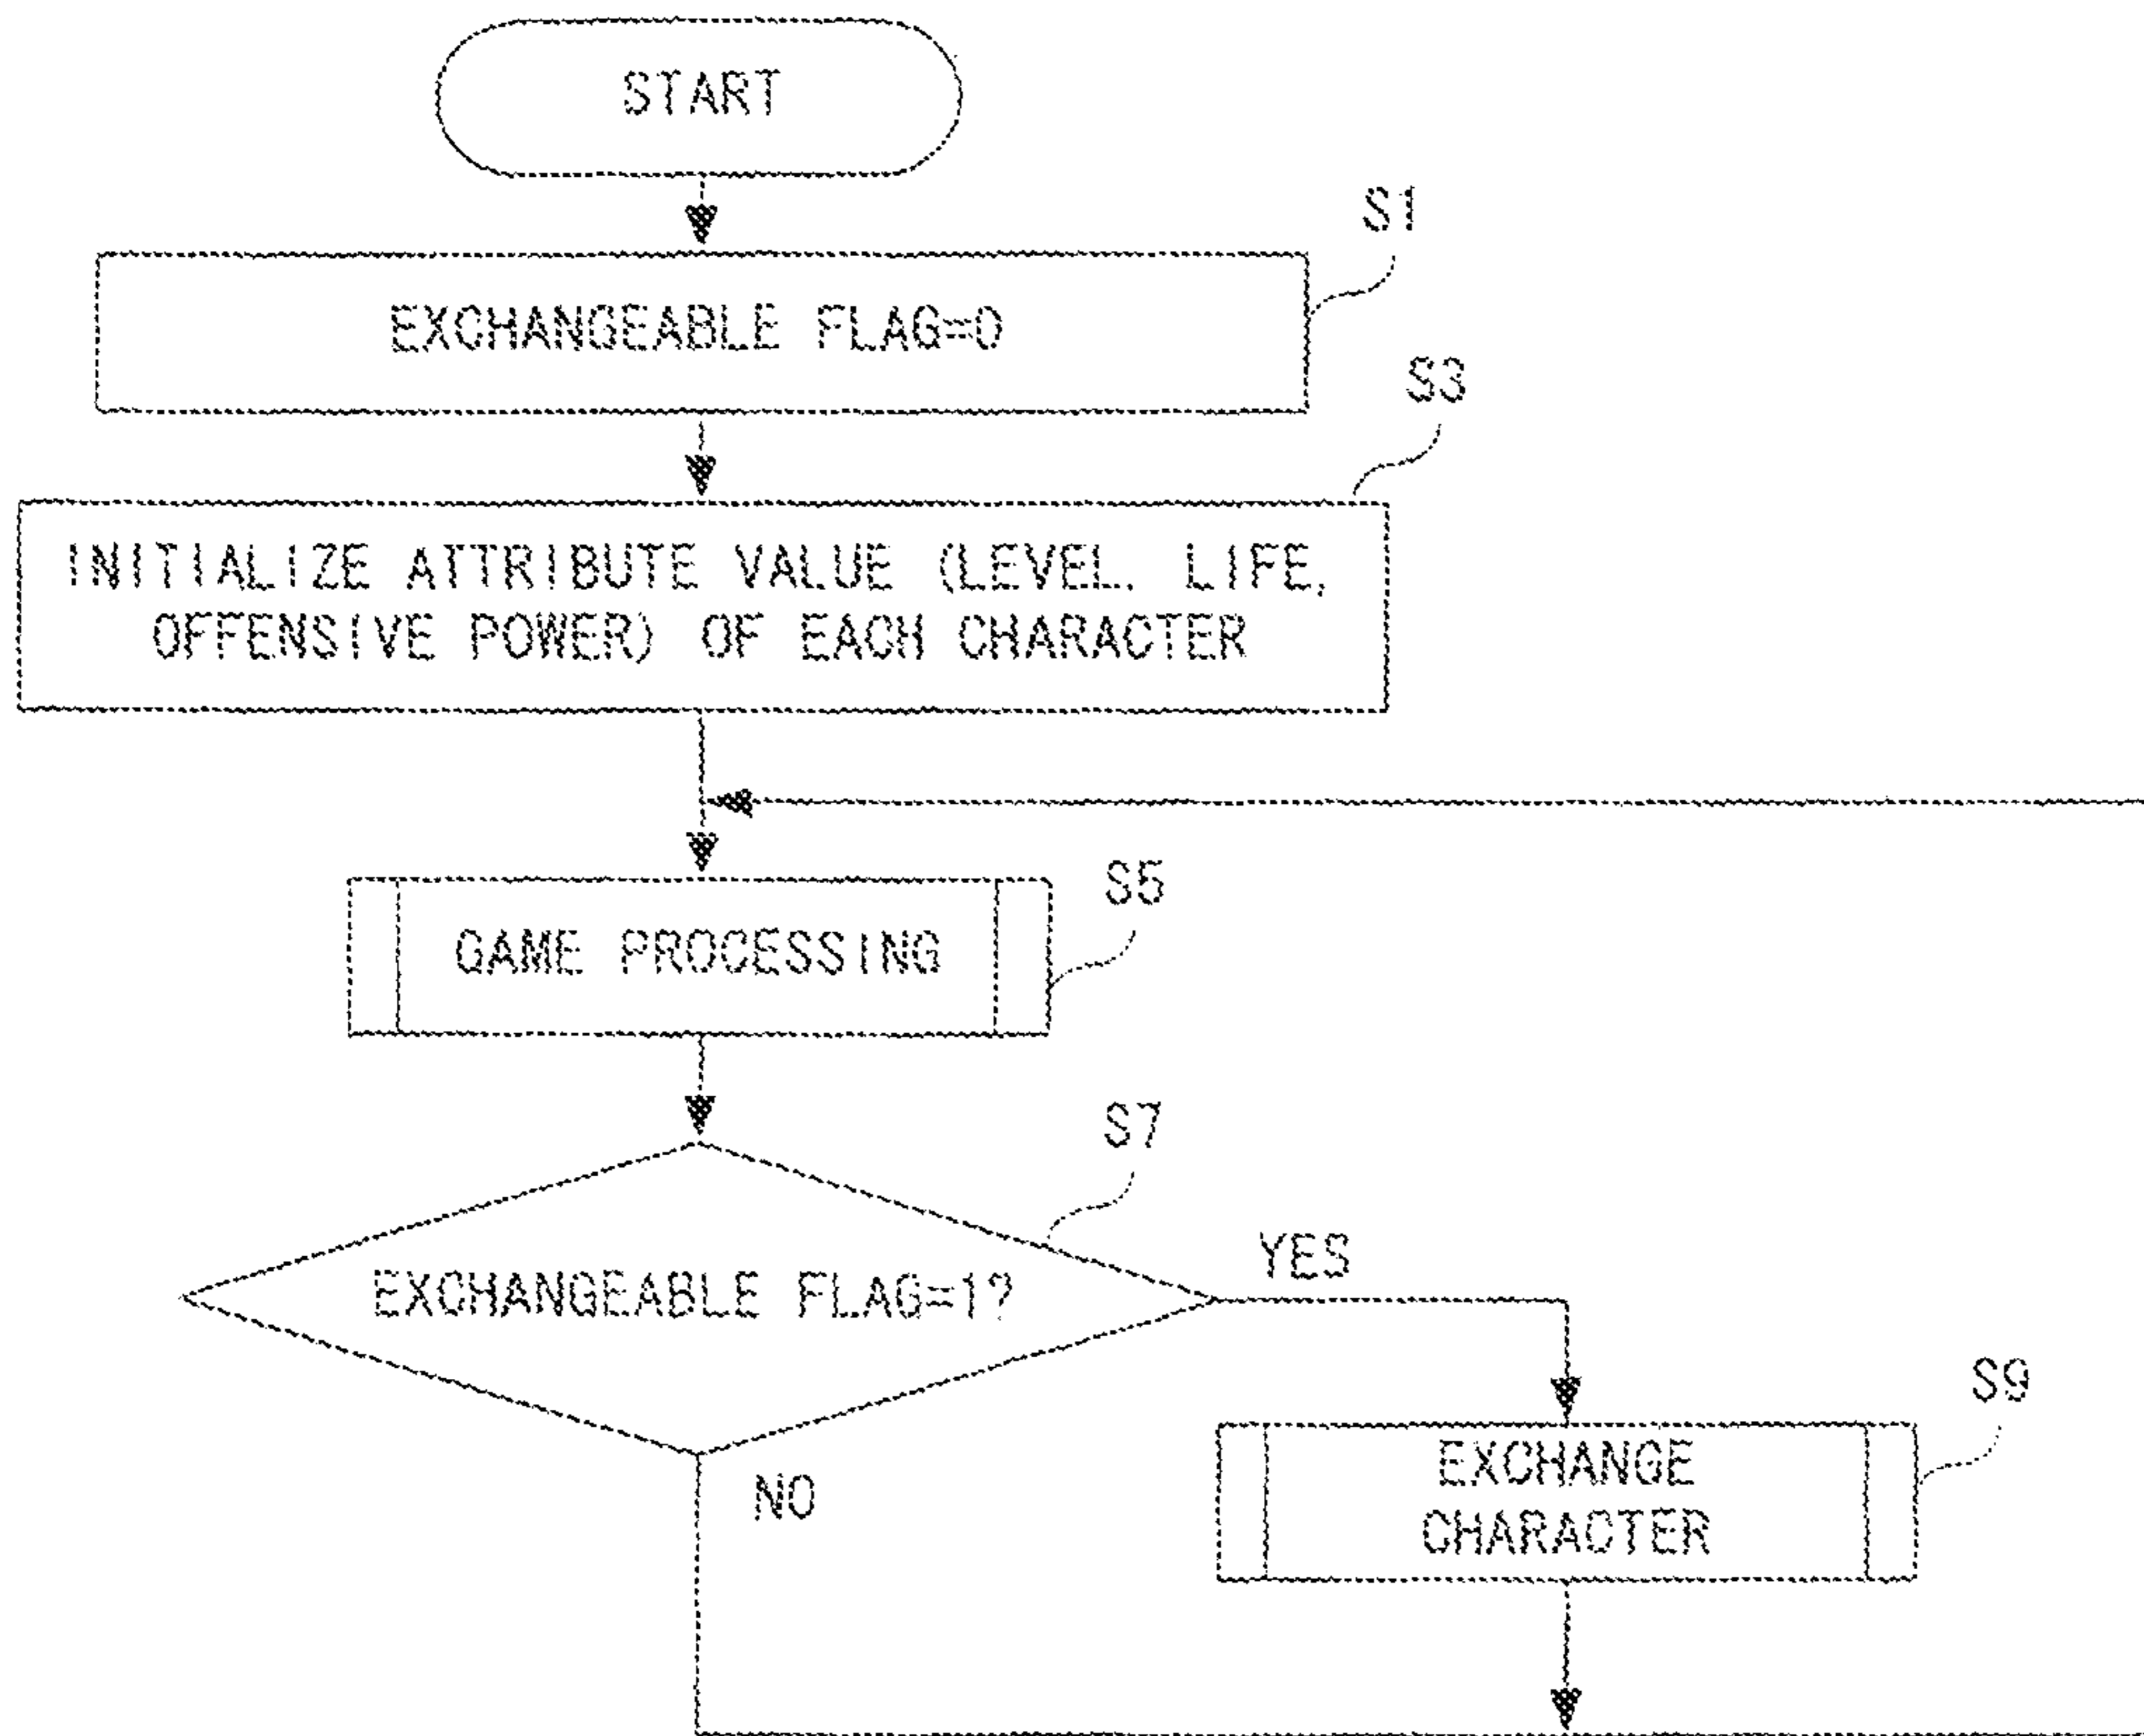 START
S1
EXCHANGEABLE FLAG=0
S3
INITIALIZE ATTRIBUTE VALUE (LEVEL, LIFE,
OFFENSIVE POWER) OF EACH CHARACTER
S5
GAME PROCESSING
S7
EXCHANGEABLE FLAG=1?
YES
S9
EXCHANGE
CHARACTER
NO